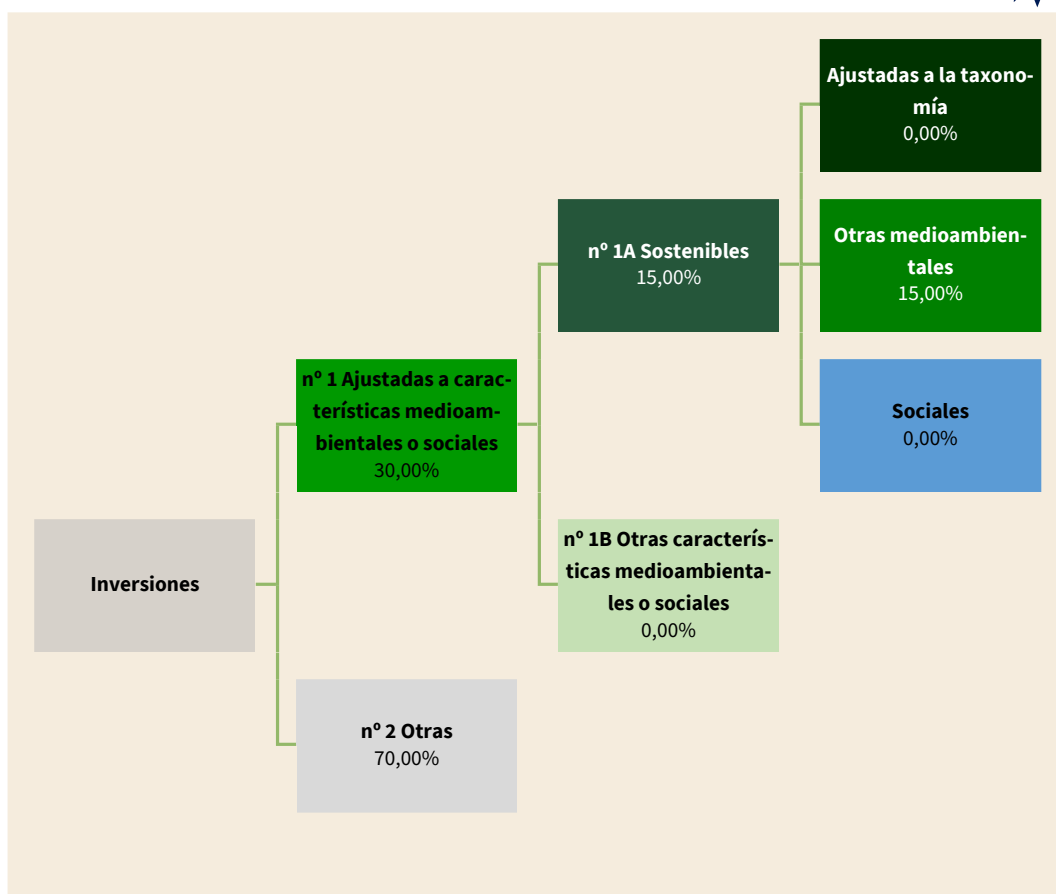 Ajustadas a la taxono-
mía
0,00%
nº 1A Sostenibles
15,00%
Otras medioambien-
tales
15,00%
nº 1 Ajustadas a carac-
terísticas medioam-
bientales o sociales
30,00%
Sociales
0,00%
Inversiones
nº 1B Otras caracterís-
ticas medioambienta-
les o sociales
0,00%
nº 2 Otras
70,00%